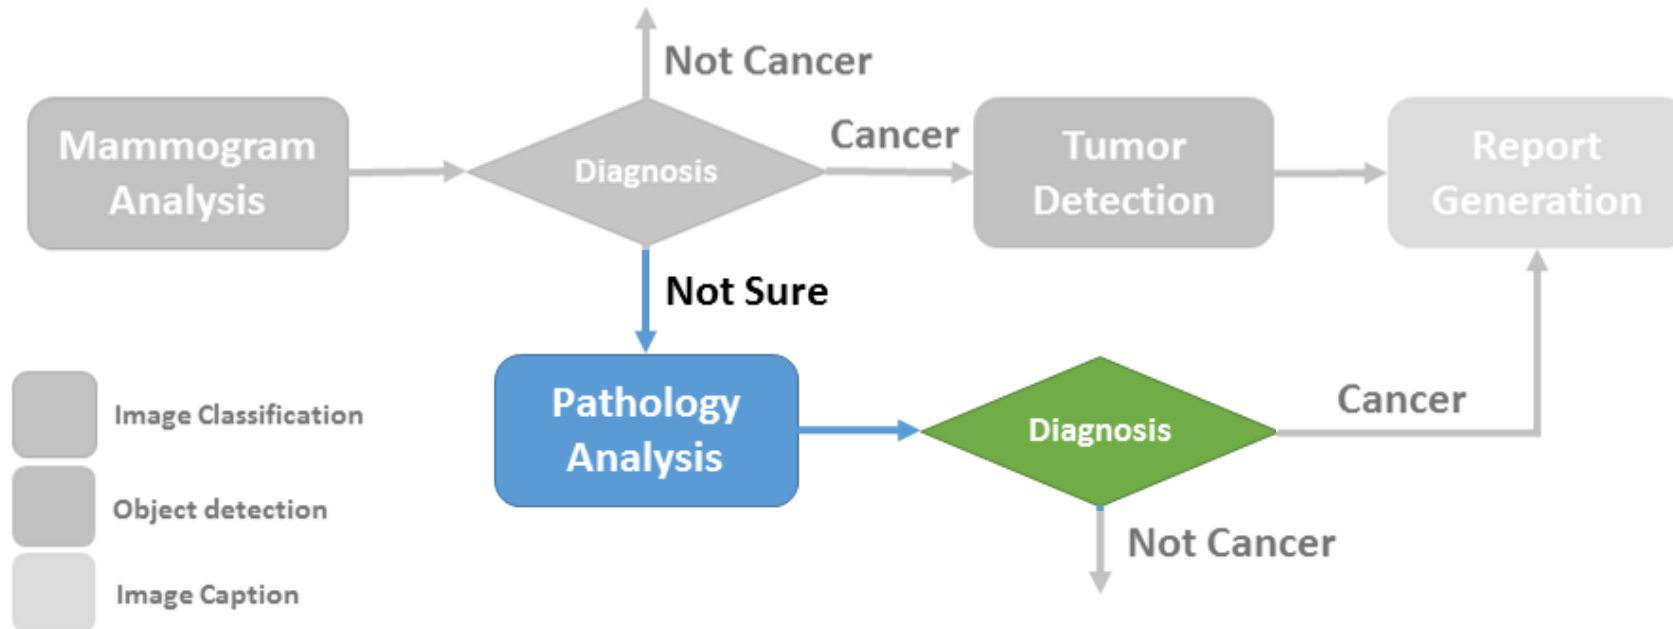 Not Cancer
Mammogram
Analysis
Diagnosis
Cancer
Tumor
Detection
Report
Generation
Not Sure
Pathology
Analysis
Diagnosis
Cancer
Not Cancer
Image Classification
Object detection
Image Caption